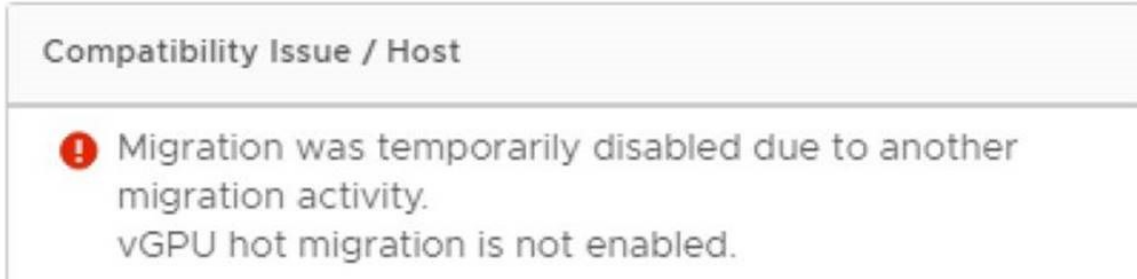 Compatibility Issue / Host
Migration was temporarily disabled due to another
migration activity.
vGPU hot migration is not enabled.